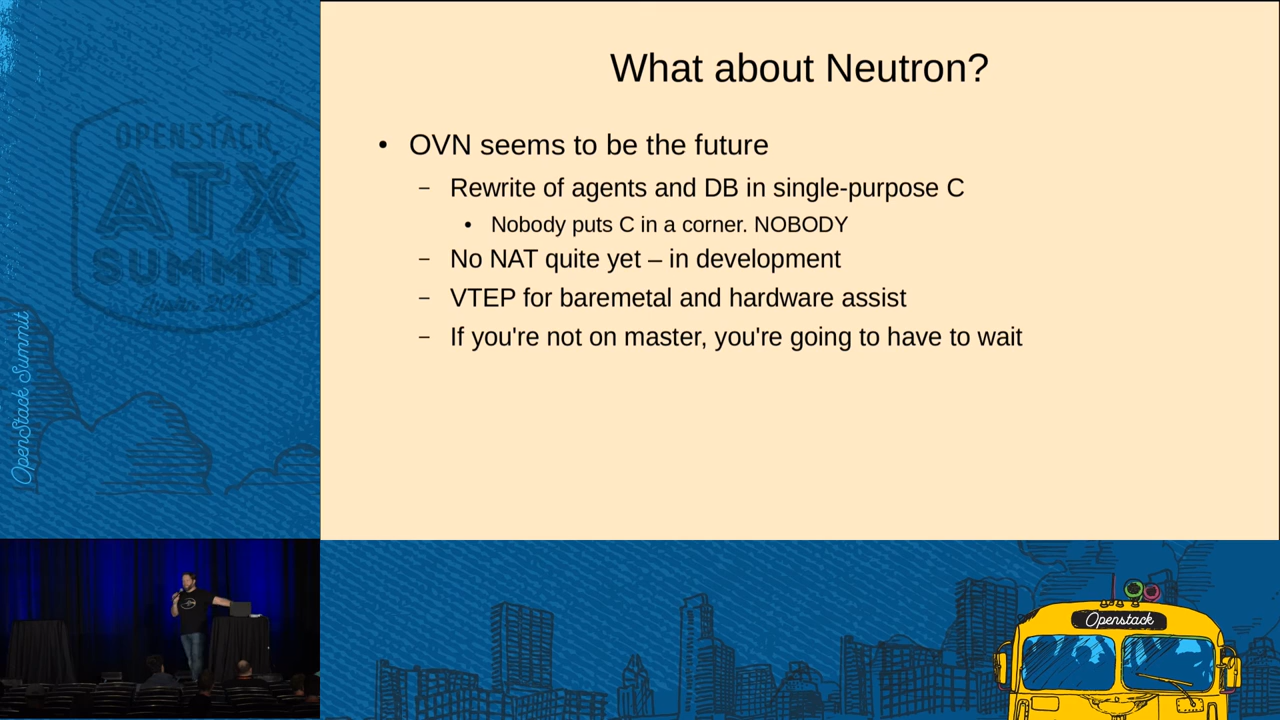 What about Neutron?
• OVN seems to be the future
– Rewrite of agents and DB in single-purpose C
• Nobody puts C in a corner. NOBODY
– No NAT quite yet – in development
– VTEP for baremetal and hardware assist
– If you're not on master, you're going to have to wait
OPENSTACK
ATX
SUMMIT
Austin 2016
OpenStack Summit
Openstack